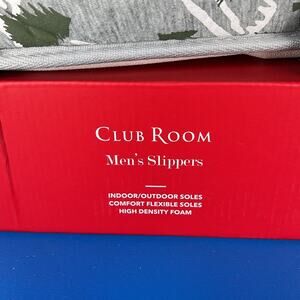 CLUB ROOM
Men's Slippers
INDOOR/OUTDOOR SOLES
COMFORT FLEXIBLE SOLES
HIGH DENSITY FOAM